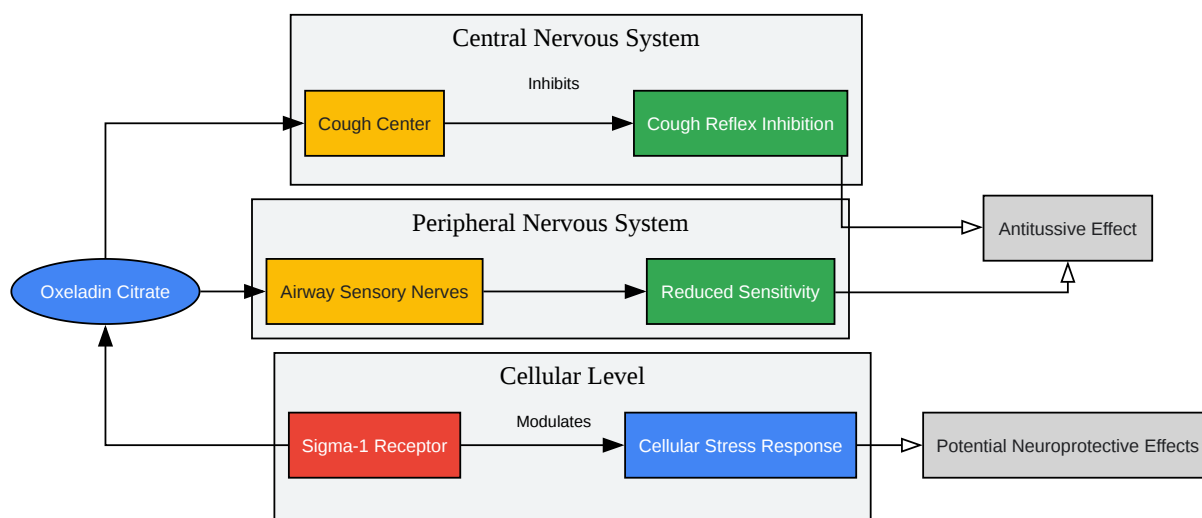 Central Nervous System
Inhibits
Cough Center
Cough Reflex Inhibition
Peripheral Nervous System
Antitussive Effect
Oxeladin Citrate
Airway Sensory Nerves
Reduced Sensitivity
Cellular Level
Modulates
Sigma-1 Receptor
Cellular Stress Response
Potential Neuroprotective Effects